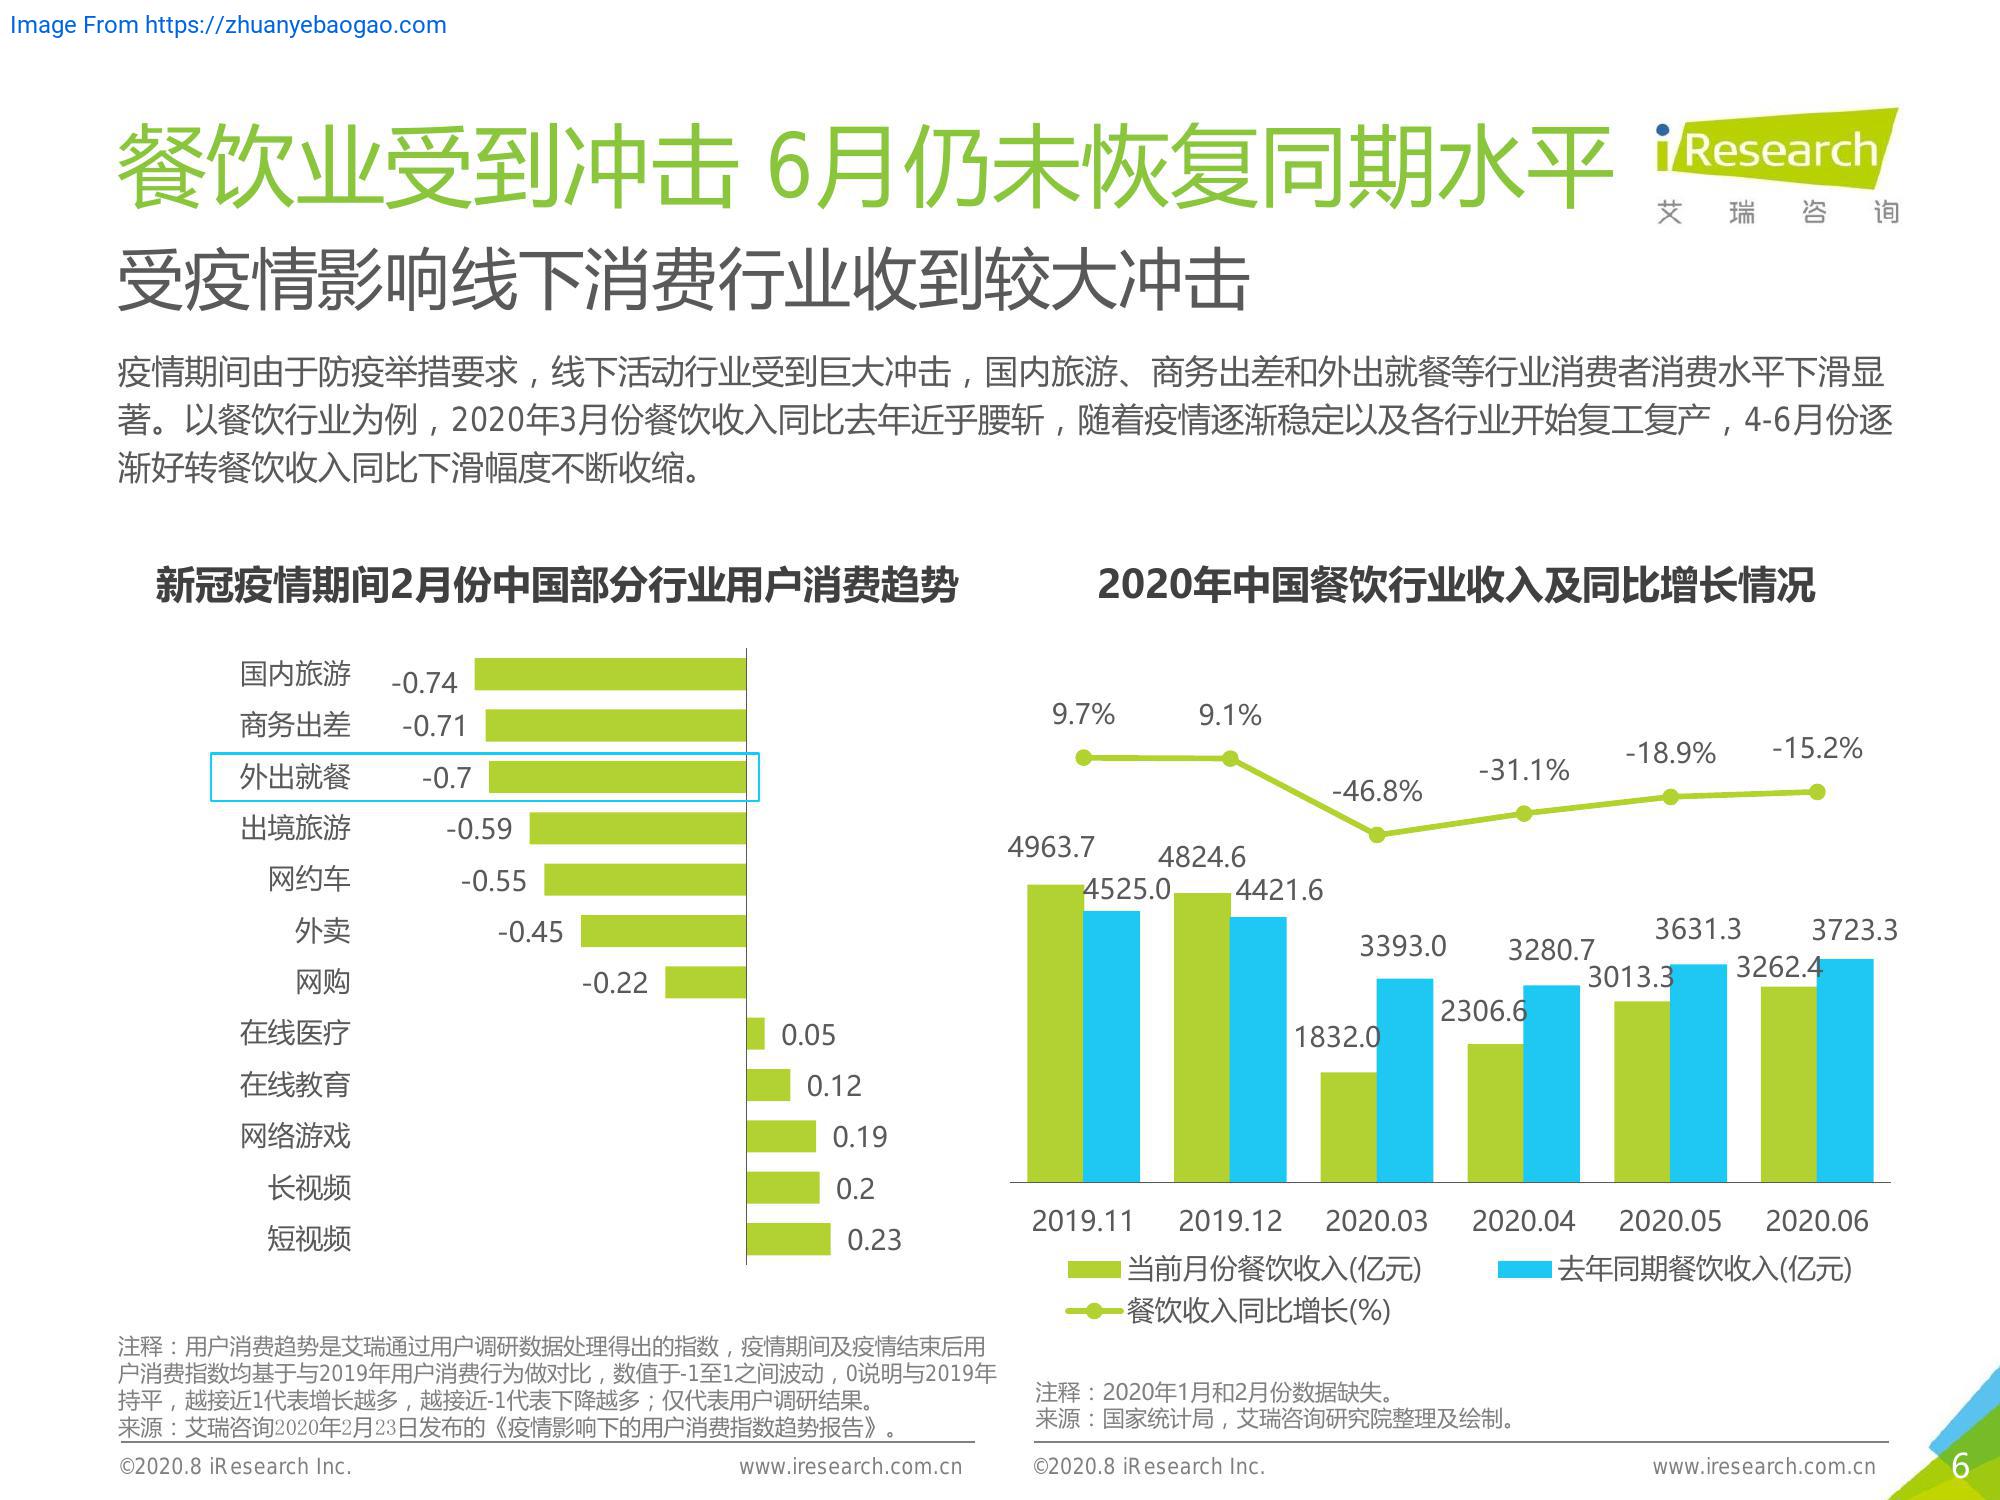 Image From https://zhuanyebaogao.com
餐饮业受到冲击 6月仍未恢复同期水平
iResearch
艾瑞咨询
受疫情影响线下消费行业收到较大冲击
疫情期间由于防疫举措要求，线下活动行业受到巨大冲击，国内旅游、商务出差和外出就餐等行业消费者消费水平下滑显
著。以餐饮行业为例，2020年3月份餐饮收入同比去年近乎腰斩，随着疫情逐渐稳定以及各行业开始复工复产，4-6月份逐
渐好转餐饮收入同比下滑幅度不断收缩。
新冠疫情期间2月份中国部分行业用户消费趋势
国内旅游 -0.74
商务出差 -0.71
外出就餐 -0.7
出境旅游 -0.59
网约车 -0.55
外卖 -0.45
网购 -0.22
在线医疗 0.05
在线教育 0.12
网络游戏 0.19
长视频 0.2
短视频 0.23
注释：用户消费趋势是艾瑞通过用户调研数据处理得出的指数，疫情期间及疫情结束后用
户消费指数均基于与2019年用户消费行为做对比，数值于-1至1之间波动，0说明与2019年
持平，越接近1代表增长越多，越接近-1代表下降越多；仅代表用户调研结果。
来源：艾瑞咨询2020年2月23日发布的《疫情影响下的用户消费指数趋势报告》。
©2020.8 iResearch Inc. www.iresearch.com.cn
2020年中国餐饮行业收入及同比增长情况
9.7% 9.1% -46.8% -31.1% -18.9% -15.2%
4963.7 4525.0 4824.6 4421.6 1832.0 3393.0 2306.6 3280.7 3013.3 3631.3 3262.4 3723.3
2019.11 2019.12 2020.03 2020.04 2020.05 2020.06
当前月份餐饮收入(亿元) 去年同期餐饮收入(亿元)
餐饮收入同比增长(%)
注释：2020年1月和2月份数据缺失。
来源：国家统计局，艾瑞咨询研究院整理及绘制。
©2020.8 iResearch Inc. www.iresearch.com.cn
6